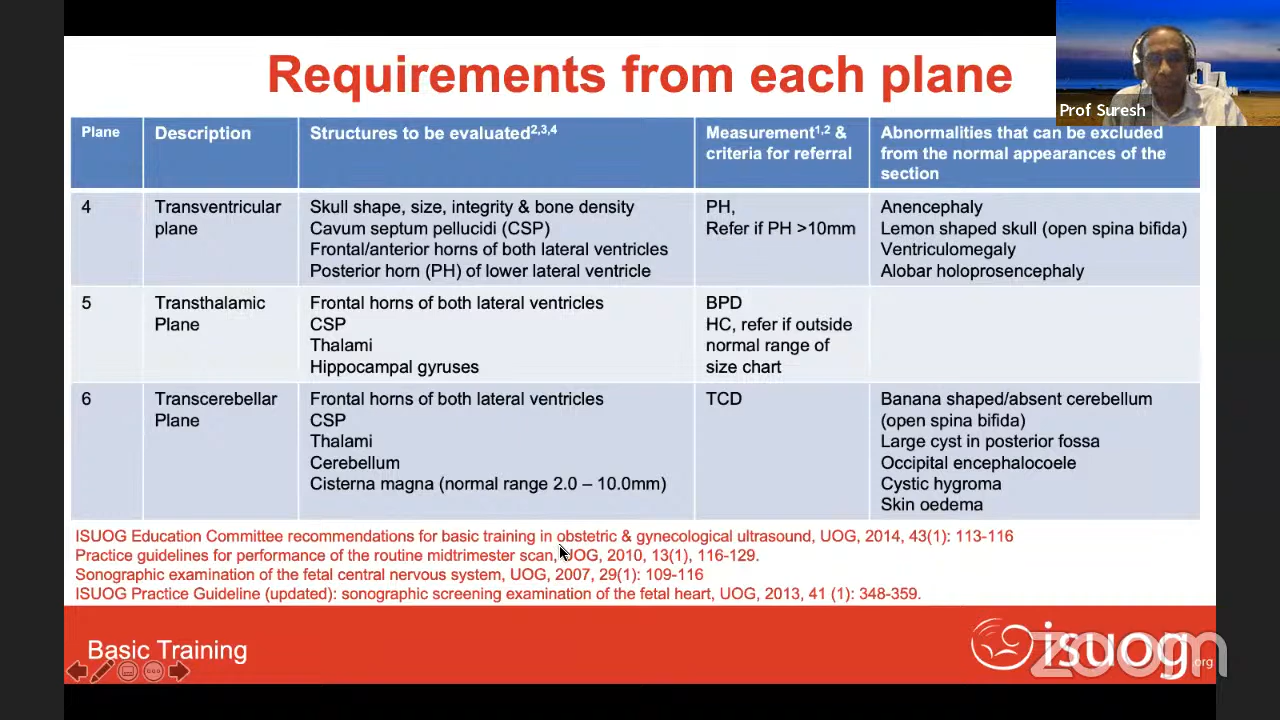 Requirements from each plane
Prof Suresh
Plane
Description
Structures to be evaluated2,3,4
Measurement1,2 &
criteria for referral
Abnormalities that can be excluded
from the normal appearances of the
section
4
Transventricular
plane
Skull shape, size, integrity & bone density
Cavum septum pellucidi (CSP)
Frontal/anterior horns of both lateral ventricles
Posterior horn (PH) of lower lateral ventricle
PH,
Refer if PH >10mm
Anencephaly
Lemon shaped skull (open spina bifida)
Ventriculomegaly
Alobar holoprosencephaly
5
Transthalamic
Plane
Frontal horns of both lateral ventricles
CSP
Thalami
Hippocampal gyruses
BPD
HC, refer if outside
normal range of
size chart
6
Transcerebellar
Plane
Frontal horns of both lateral ventricles
CSP
Thalami
Cerebellum
Cisterna magna (normal range 2.0 – 10.0mm)
TCD
Banana shaped/absent cerebellum
(open spina bifida)
Large cyst in posterior fossa
Occipital encephalocoele
Cystic hygroma
Skin oedema
ISUOG Education Committee recommendations for basic training in obstetric & gynecological ultrasound, UOG, 2014, 43(1): 113-116
Practice guidelines for performance of the routine midtrimester scan, UOG, 2010, 13(1), 116-129.
Sonographic examination of the fetal central nervous system, UOG, 2007, 29(1): 109-116
ISUOG Practice Guideline (updated): sonographic screening examination of the fetal heart, UOG, 2013, 41 (1): 348-359.
Basic Training
isuog.org
zoom